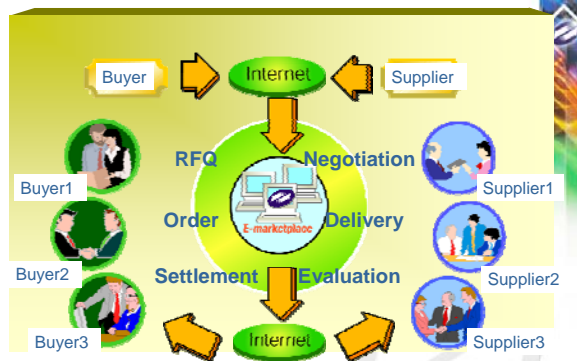 Buyer
Internet
Supplier
RFQ
Negotiation
Buyer1
Supplier1
Order
Delivery
E-marketplace
Buyer2
Settlement
Evaluation
Supplier2
Buyer3
Internet
Supplier3